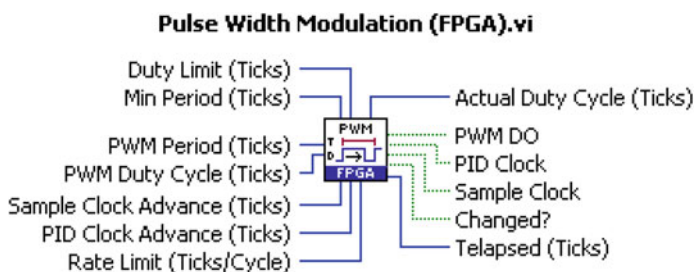 Pulse Width Modulation (FPGA).vi
Duty Limit (Ticks)
Min Period (Ticks)
PWM Period (Ticks)
PWM Duty Cycle (Ticks)
Sample Clock Advance (Ticks)
PID Clock Advance (Ticks)
Rate Limit (Ticks/Cycle)
PWM
T
D
FPGA
Actual Duty Cycle (Ticks)
PWM DO
PID Clock
Sample Clock
Changed?
Telapsed (Ticks)